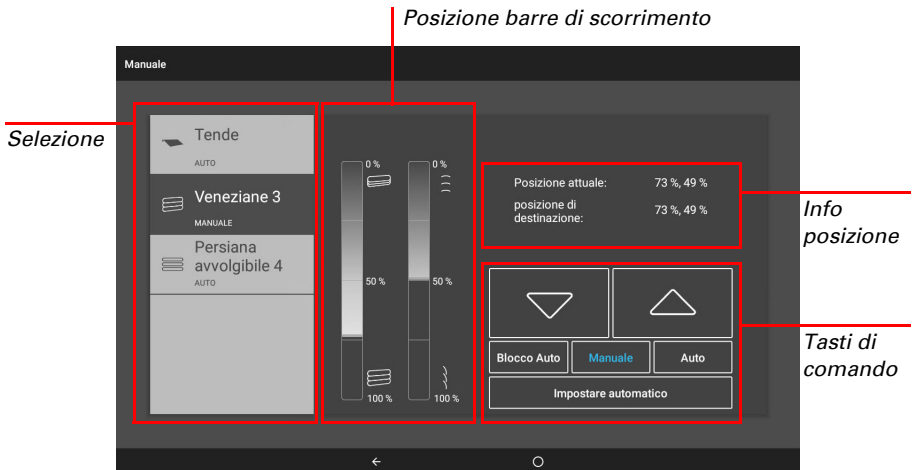 Posizione barre di scorrimento
Manuale
Selezione
Tende
AUTO
Veneziane 3
MANUALE
Persiana
avvolgibile 4
AUTO
0 %
50 %
100 %
0 %
50 %
100 %
Posizione attuale: 73 %, 49 %
posizione di
destinazione: 73 %, 49 %
Info
posizione
Blocco Auto Manuale Auto
Impostare automatico
Tasti di
comando